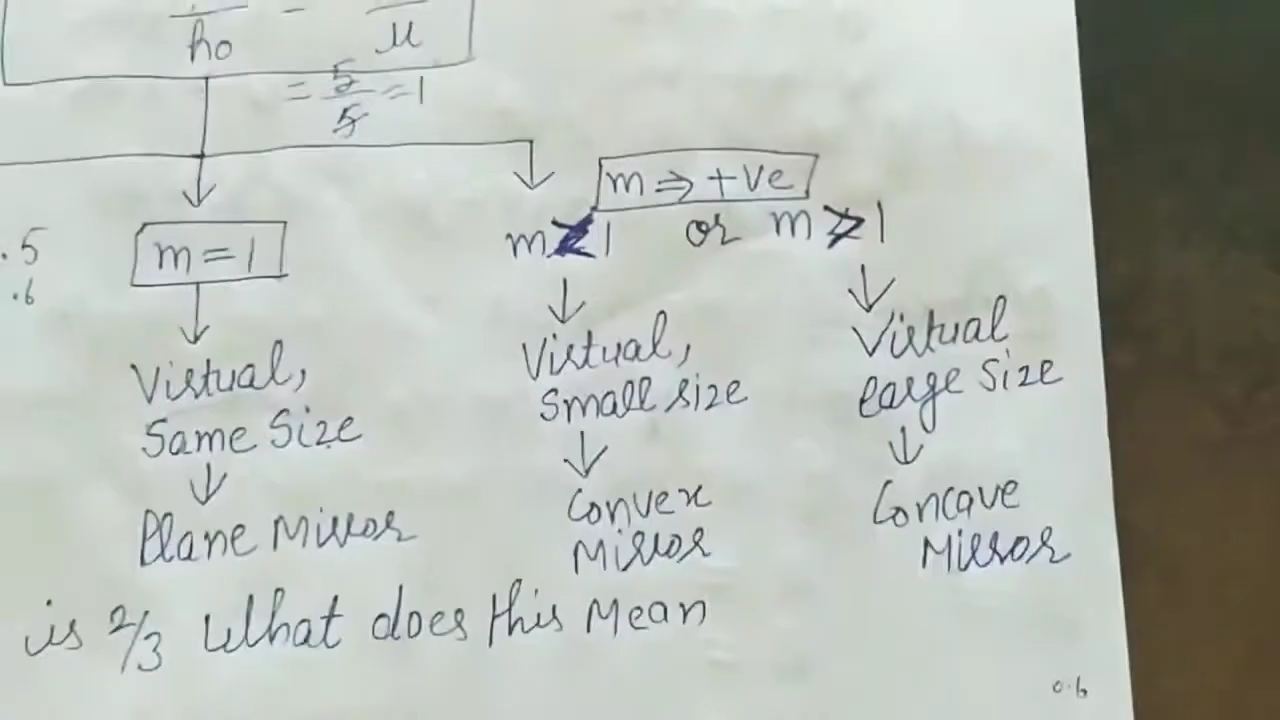 ho - u
= 5/5 = 1
m ⇒ +ve
.5
.6
m = 1
m < 1 or m > 1
Virtual,
Same Size
Virtual,
Small size
Virtual
large Size
Plane Mirror
Convex
Mirror
Concave
Mirror
is 2/3 What does this Mean
0.6